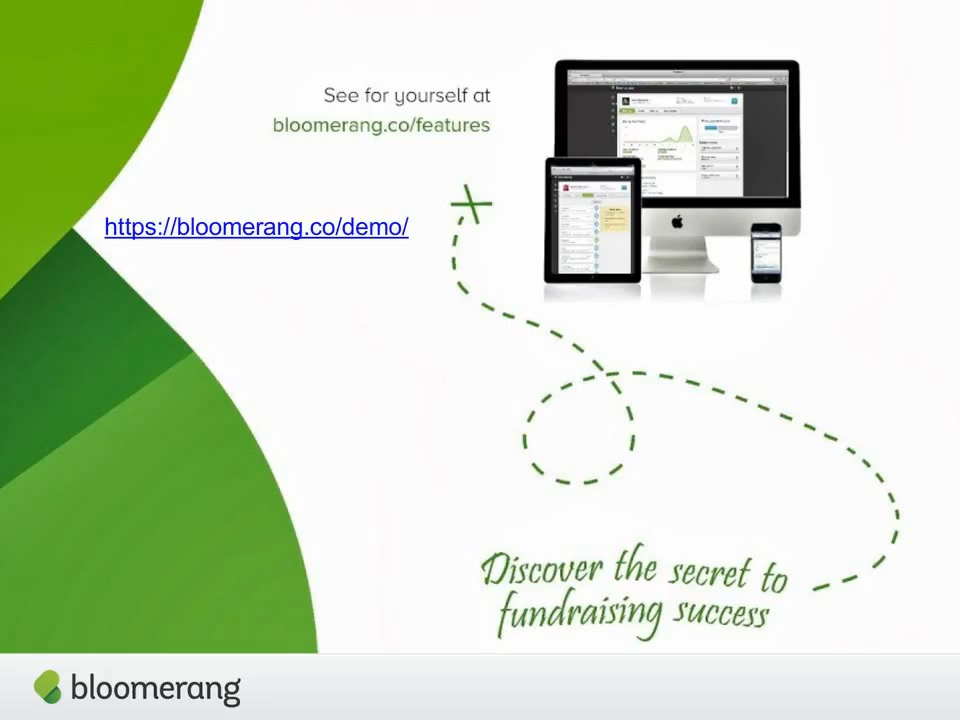 See for yourself at
bloomerang.co/features
https://bloomerang.co/demo/
Discover the secret to
fundraising success
bloomerang